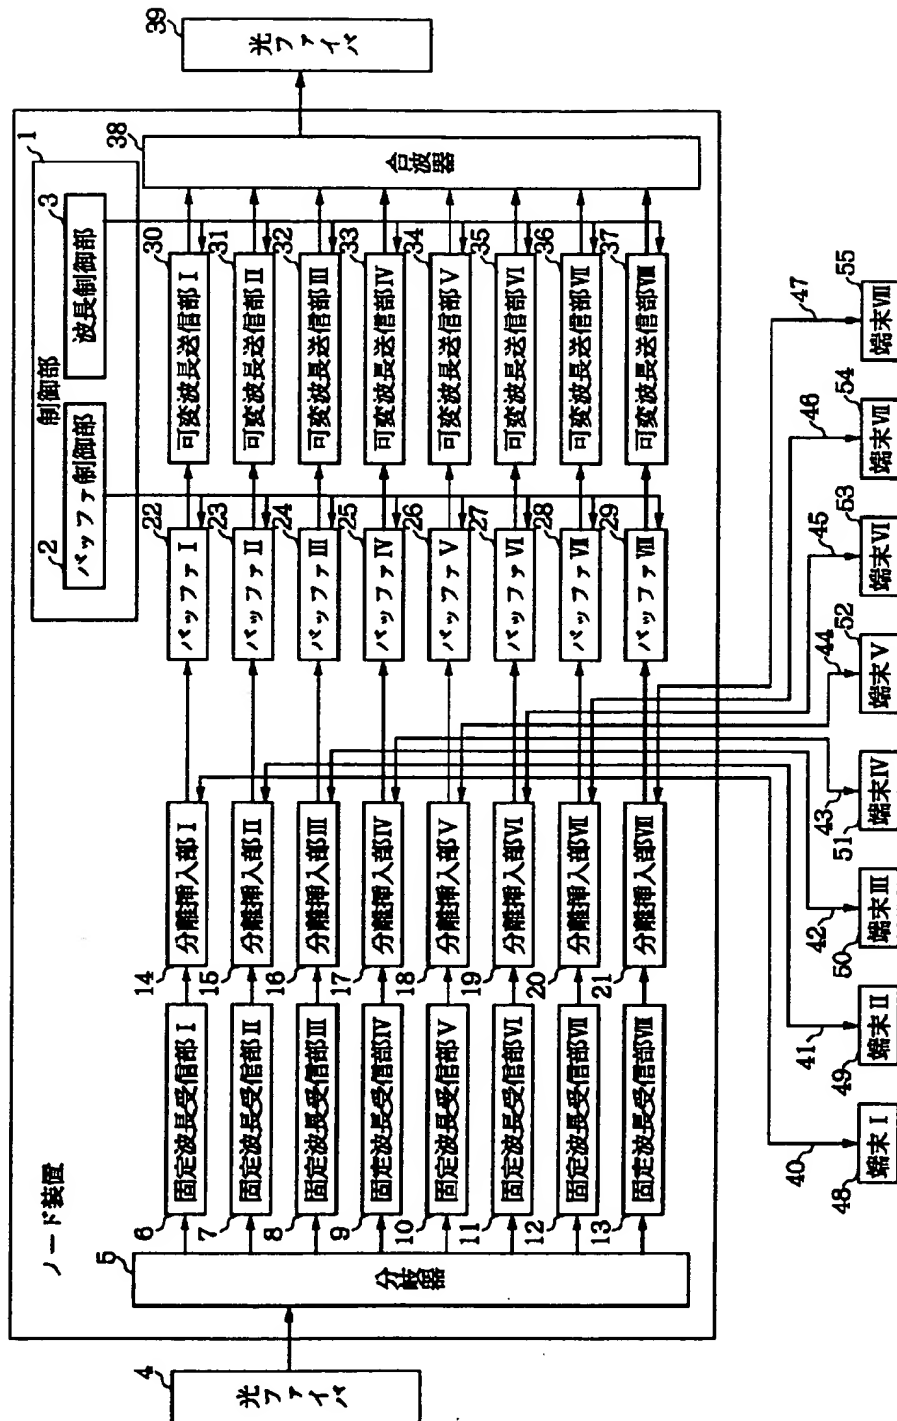 ノード装置
4
光ファイバ
5
分岐器
6
固定波長受信部Ⅰ
7
固定波長受信部Ⅱ
8
固定波長受信部Ⅲ
9
固定波長受信部Ⅳ
10
固定波長受信部Ⅴ
11
固定波長受信部Ⅵ
12
固定波長受信部Ⅶ
13
固定波長受信部Ⅷ
14
分離挿入部Ⅰ
15
分離挿入部Ⅱ
16
分離挿入部Ⅲ
17
分離挿入部Ⅳ
18
分離挿入部Ⅴ
19
分離挿入部Ⅵ
20
分離挿入部Ⅶ
21
分離挿入部Ⅷ
1
制御部
2
バッファ制御部
3
波長制御部
22
バッファⅠ
23
バッファⅡ
24
バッファⅢ
25
バッファⅣ
26
バッファⅤ
27
バッファⅥ
28
バッファⅦ
29
バッファⅧ
30
可変波長送信部Ⅰ
31
可変波長送信部Ⅱ
32
可変波長送信部Ⅲ
33
可変波長送信部Ⅳ
34
可変波長送信部Ⅴ
35
可変波長送信部Ⅵ
36
可変波長送信部Ⅶ
37
可変波長送信部Ⅷ
38
合波器
39
光ファイバ
40
41
42
43
44
45
46
47
48
端末Ⅰ
49
端末Ⅱ
50
端末Ⅲ
51
端末Ⅳ
52
端末Ⅴ
53
端末Ⅵ
54
端末Ⅶ
55
端末Ⅷ